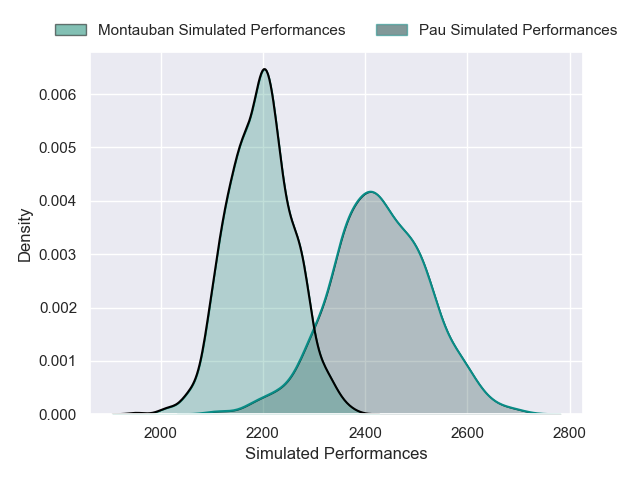 Montauban Simulated Performances Pau Simulated Performances
0.006
0.005
0.004
0.003
0.002
0.001
0.000
Density
2000 2200 2400 2600 2800
Simulated Performances